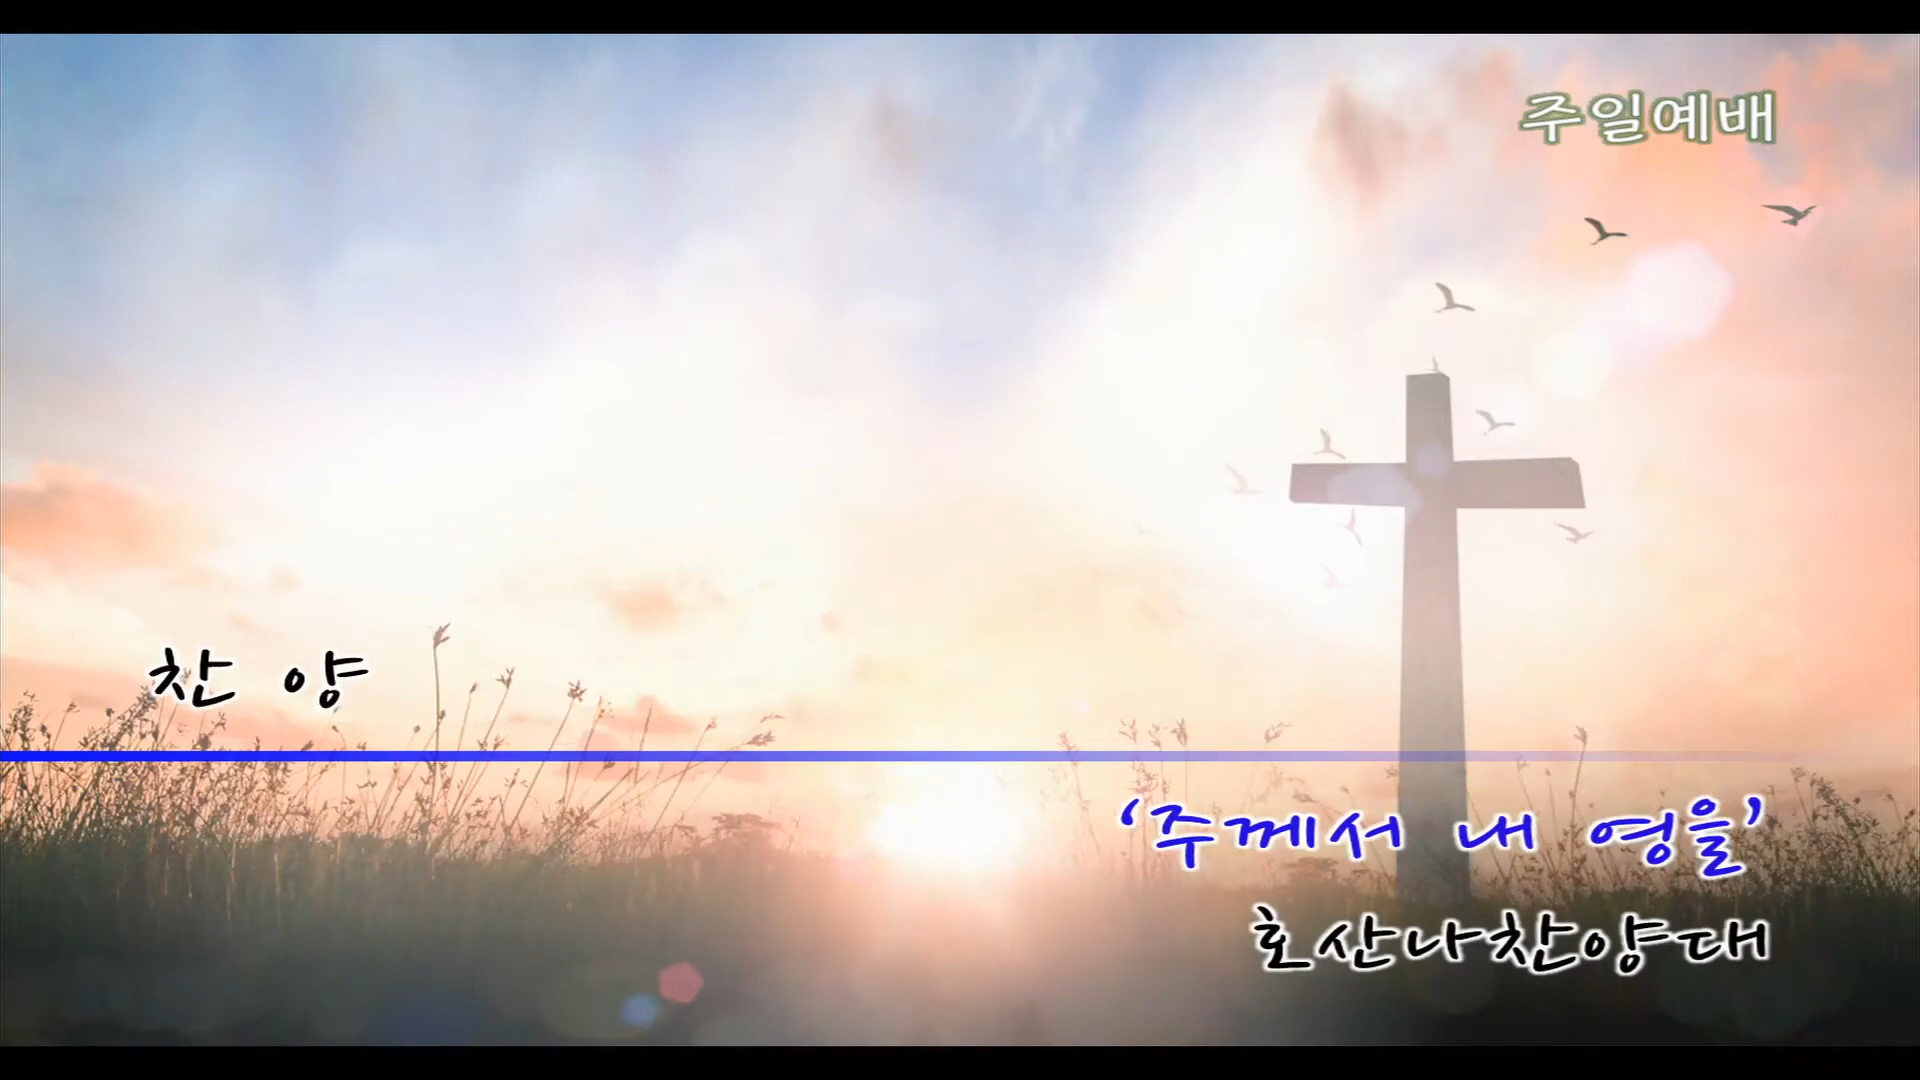 주일예배
찬 양
‘주께서 내 영을’
호산나찬양대